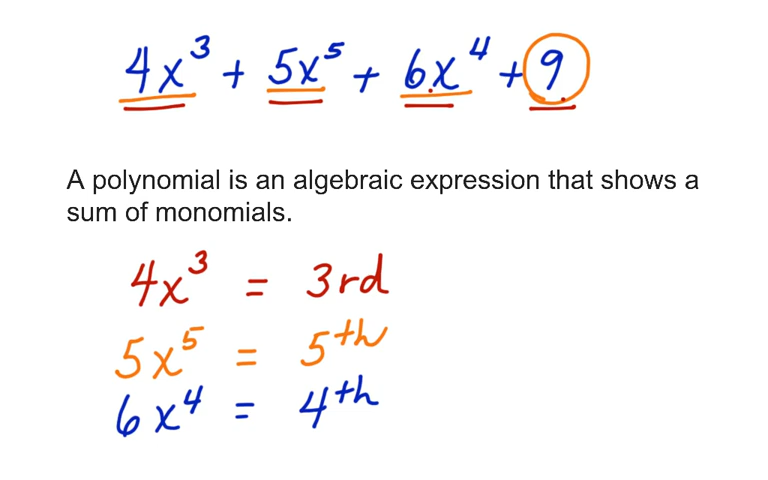 4x³ + 5x⁵ + 6x⁴ + 9
A polynomial is an algebraic expression that shows a
sum of monomials.
4x³ = 3rd
5x⁵ = 5th
6x⁴ = 4th